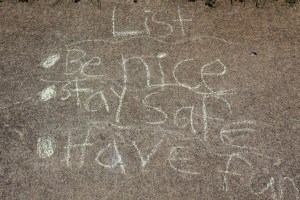 List
• Be nice
• Stay Safe
• Have fun